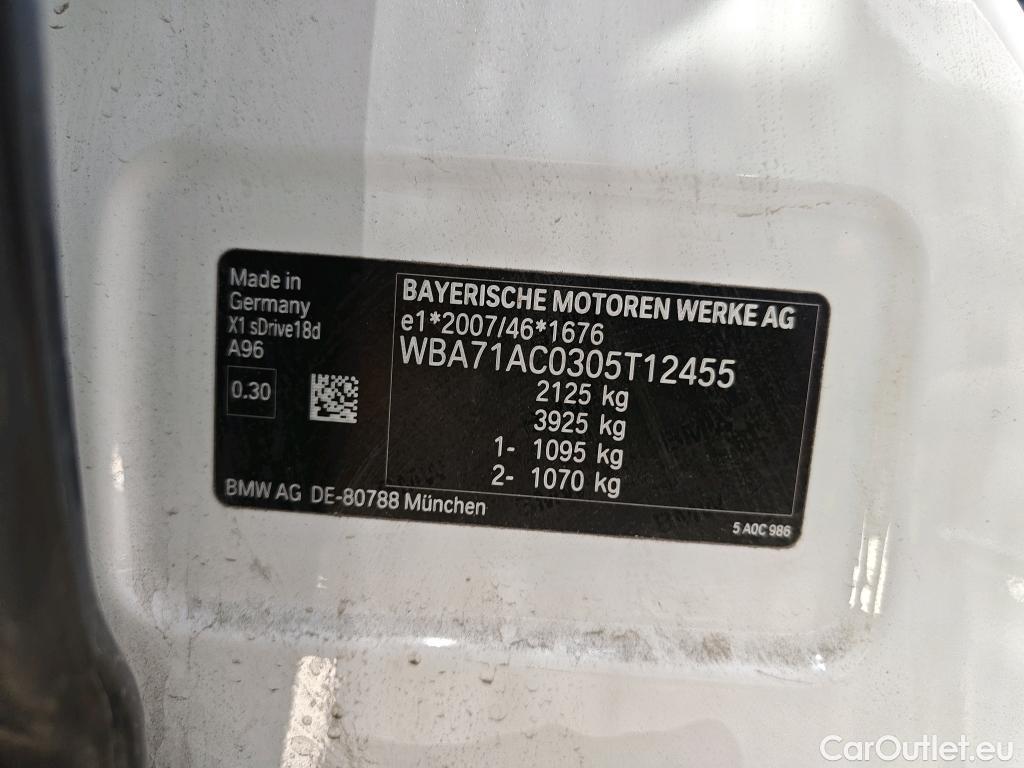 Made in
Germany
X1 sDrive18d
A96
0.30
BMW AG DE-80788 München
BAYERISCHE MOTOREN WERKE AG
e1*2007/46*1676
WBA71AC0305T12455
2125 kg
3925 kg
1- 1095 kg
2- 1070 kg
5 A0C 986
CarOutlet.eu